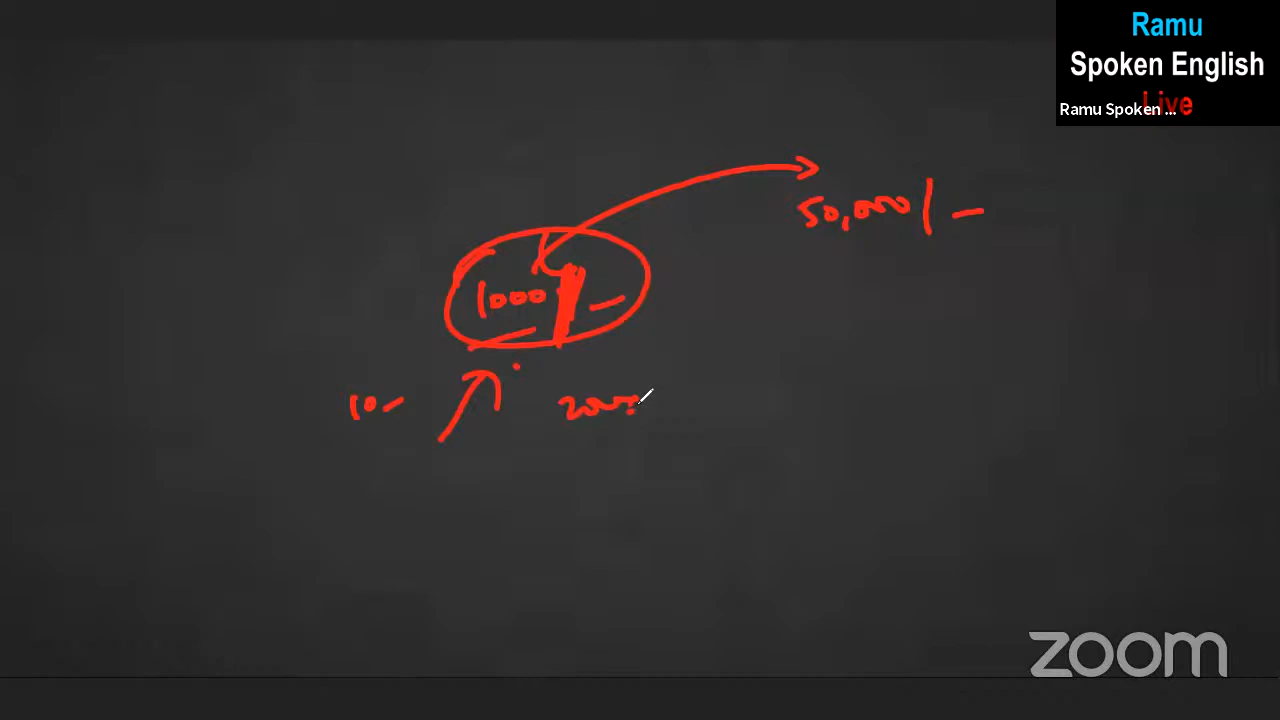 Ramu
Spoken English
Live
Ramu Spoken ...
50,000/-
1000/-
10-
zoom